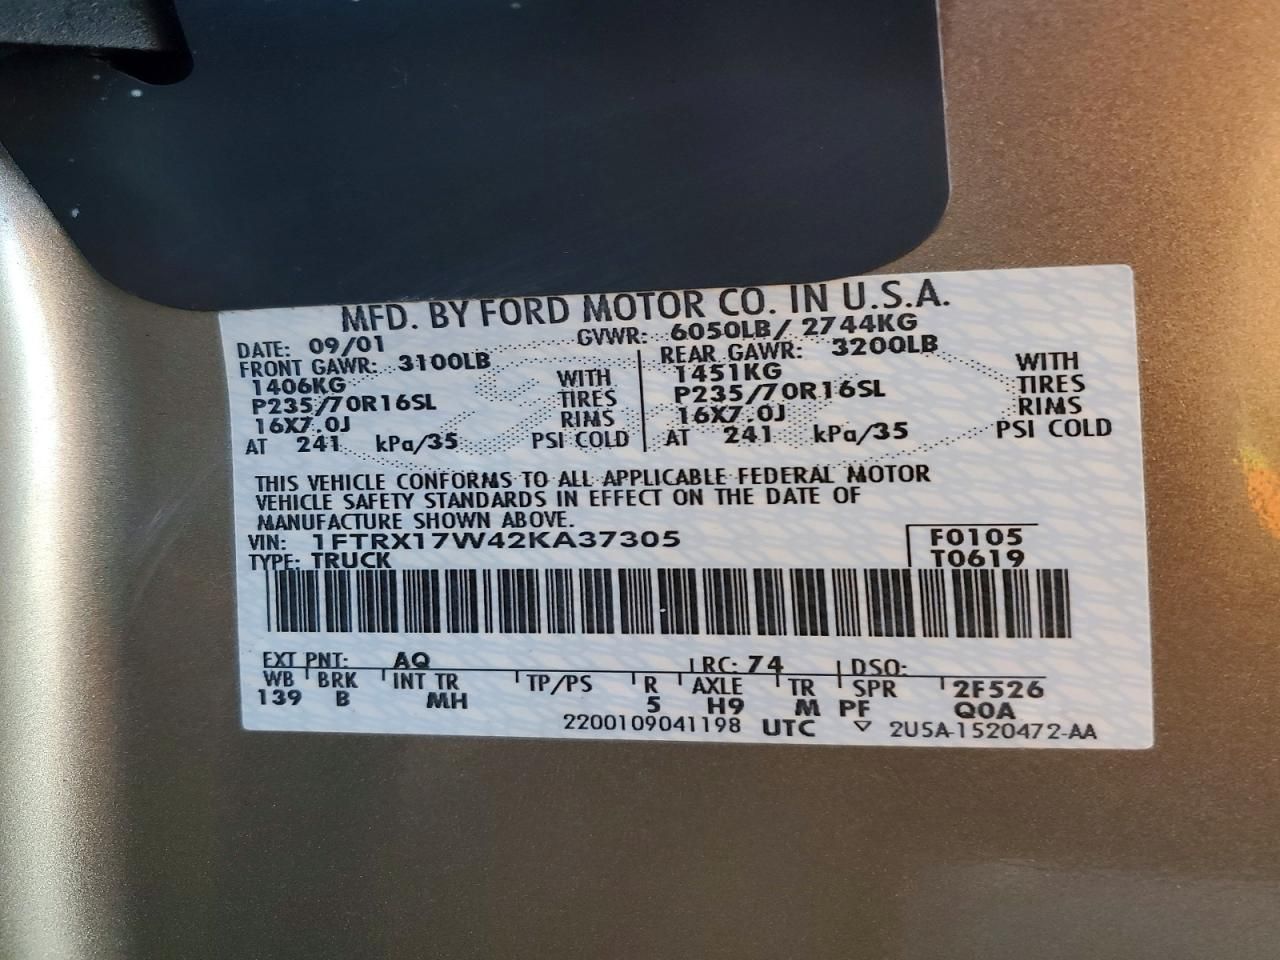 MFD. BY FORD MOTOR CO. IN U.S.A.
DATE: 09/01 GVWR: 6050LB/ 2744KG
FRONT GAWR: 3100LB REAR GAWR: 3200LB
1406KG WITH 1451KG WITH
P235/70R16SL TIRES P235/70R16SL TIRES
16X7.0J RIMS 16X7.0J RIMS
AT 241 kPa/35 PSI COLD AT 241 kPa/35 PSI COLD
THIS VEHICLE CONFORMS TO ALL APPLICABLE FEDERAL MOTOR
VEHICLE SAFETY STANDARDS IN EFFECT ON THE DATE OF
MANUFACTURE SHOWN ABOVE.
VIN: 1FTRX17W42KA37305 F0105
TYPE: TRUCK T0619
EXT PNT: AQ RC: 74 DSO:
WB BRK INT TR TP/PS R AXLE TR SPR 2F526
139 B MH 5 H9 M PF Q0A
2200109041198 UTC ▽ 2U5A-1520472-AA